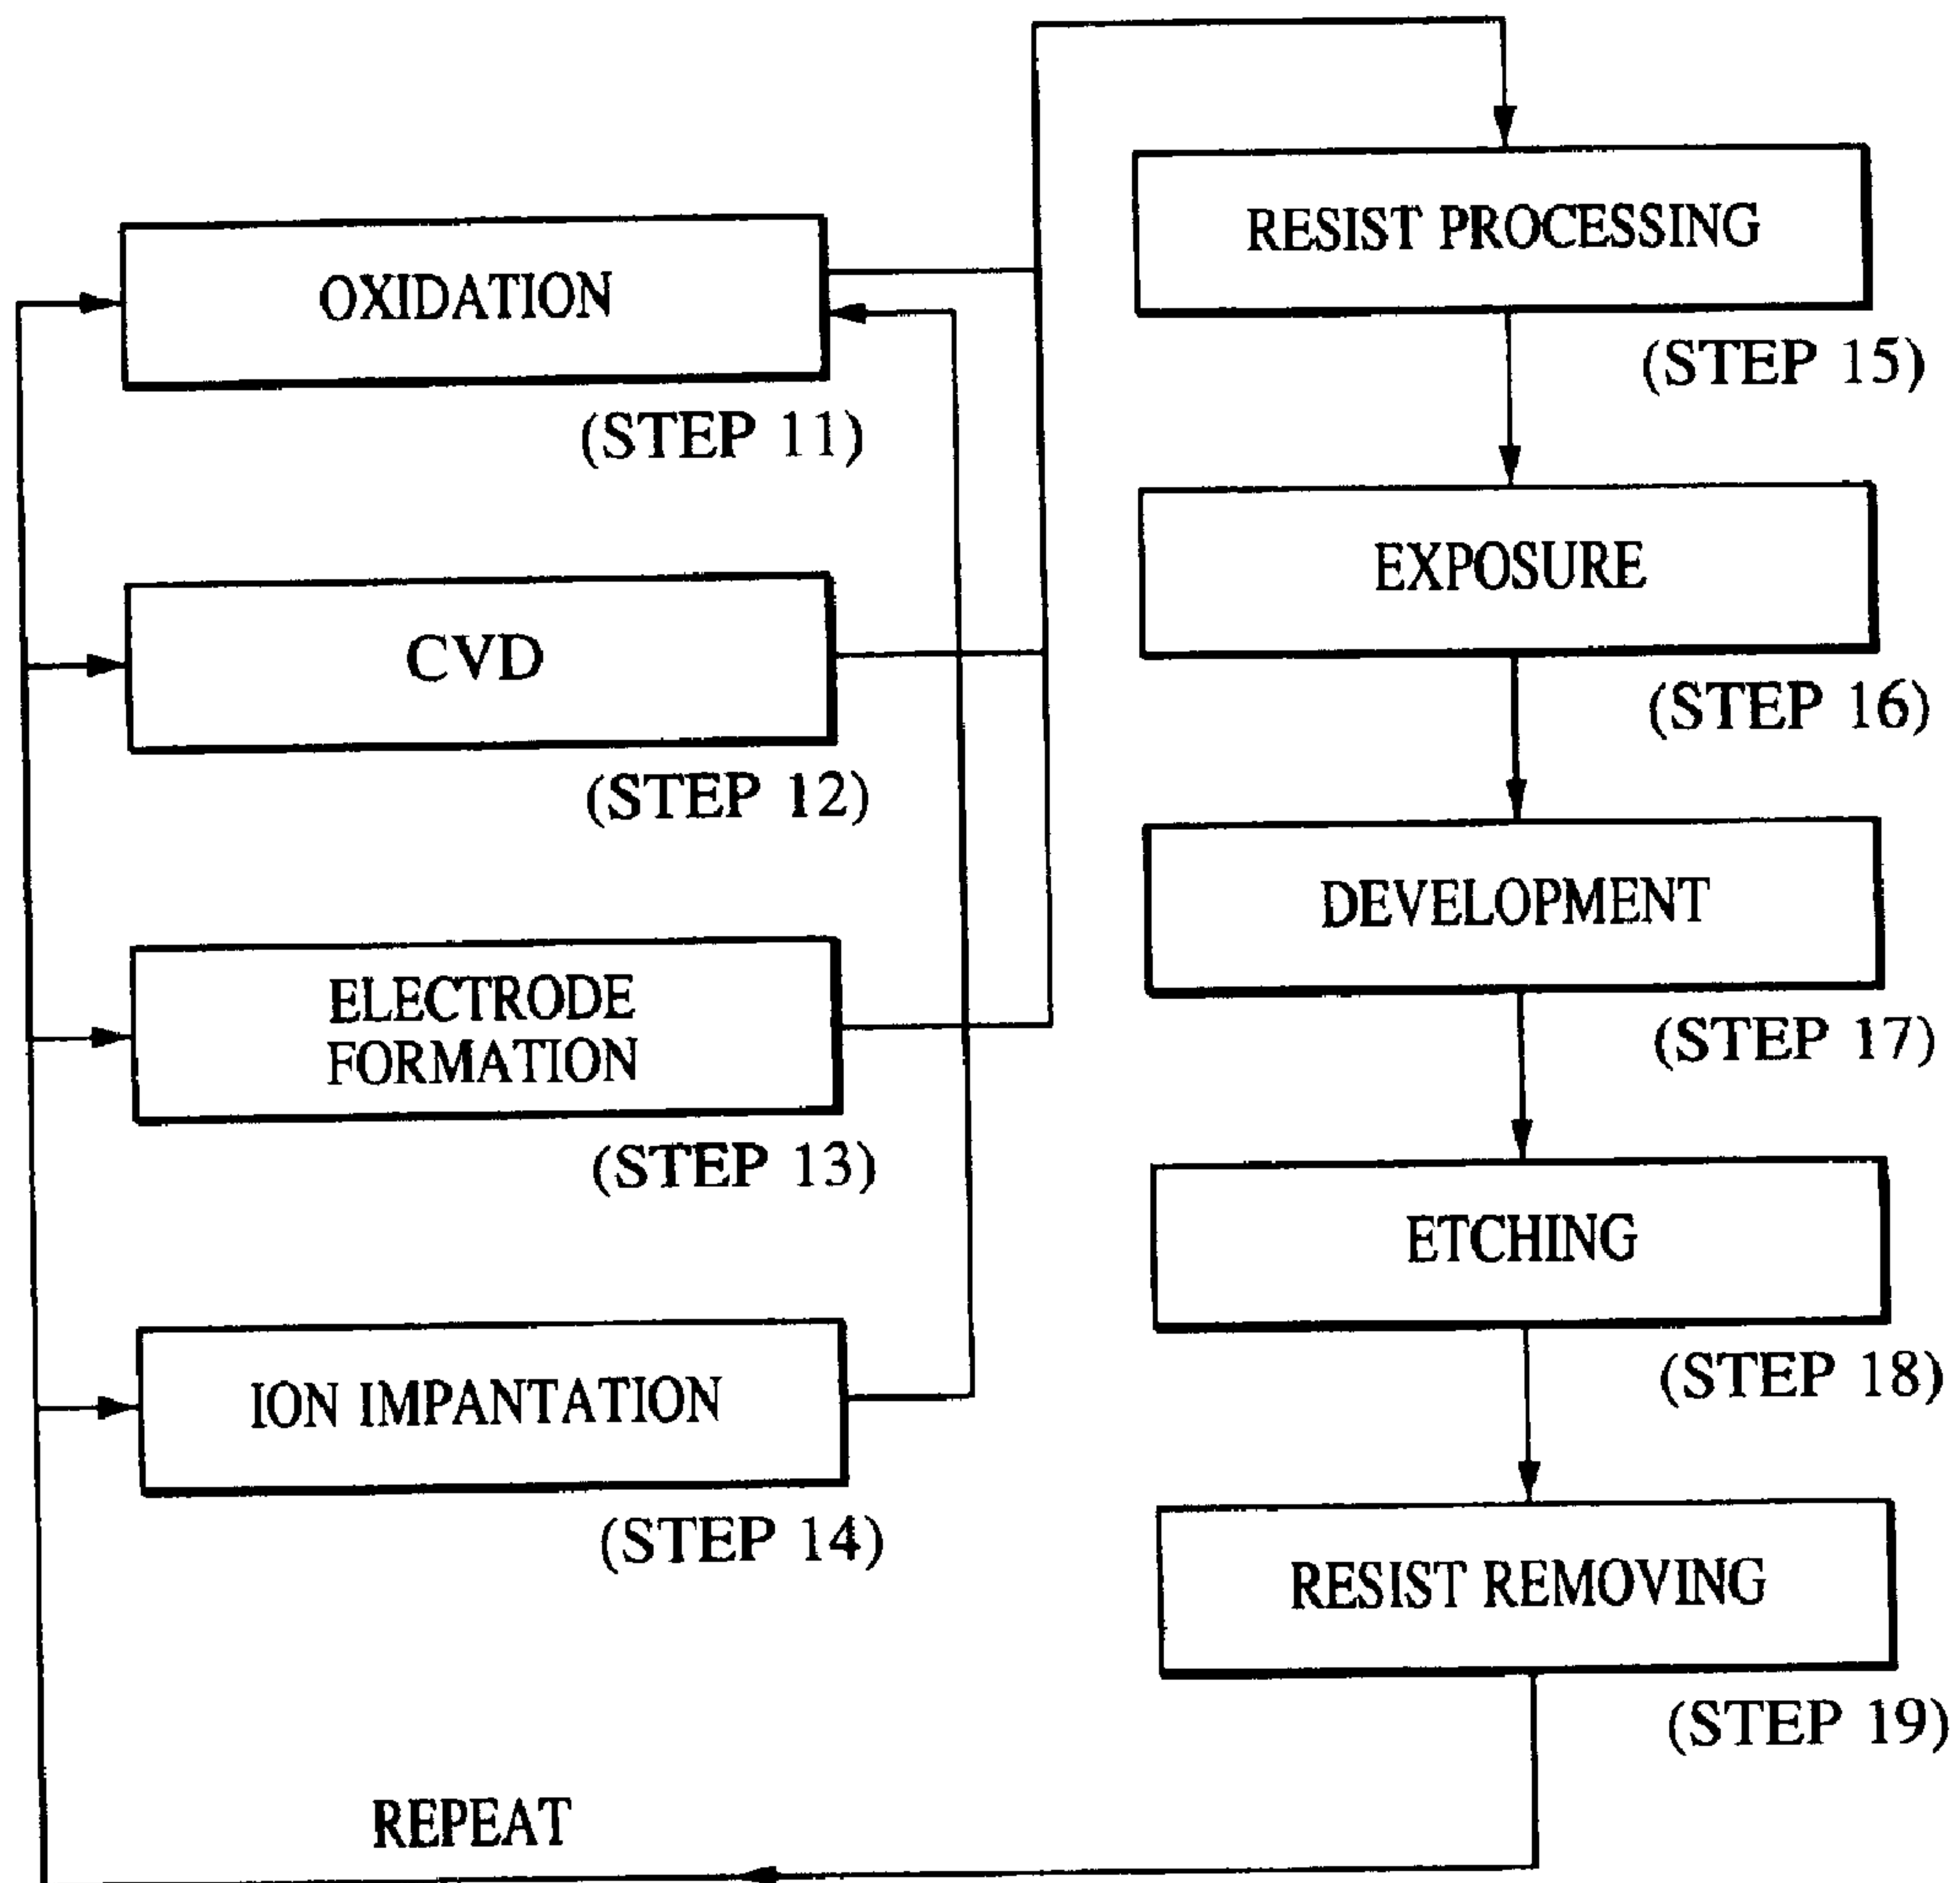 OXIDATION
(STEP 11)
CVD
(STEP 12)
ELECTRODE
FORMATION
(STEP 13)
ION IMPANTATION
(STEP 14)
REPEAT
RESIST PROCESSING
(STEP 15)
EXPOSURE
(STEP 16)
DEVELOPMENT
(STEP 17)
ETCHING
(STEP 18)
RESIST REMOVING
(STEP 19)